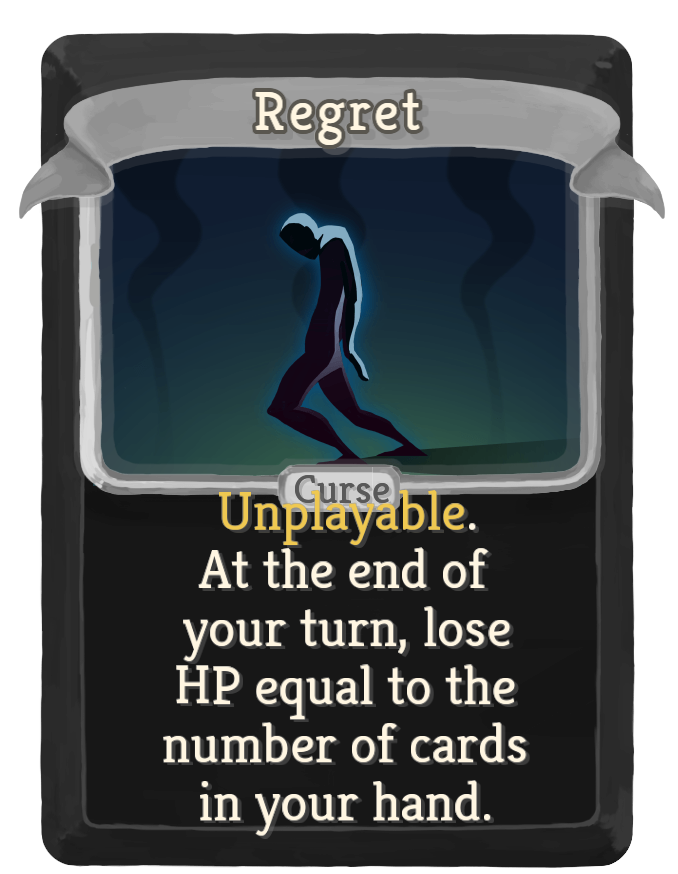 Regret
Curse
Unplayable.
At the end of
your turn, lose
HP equal to the
number of cards
in your hand.